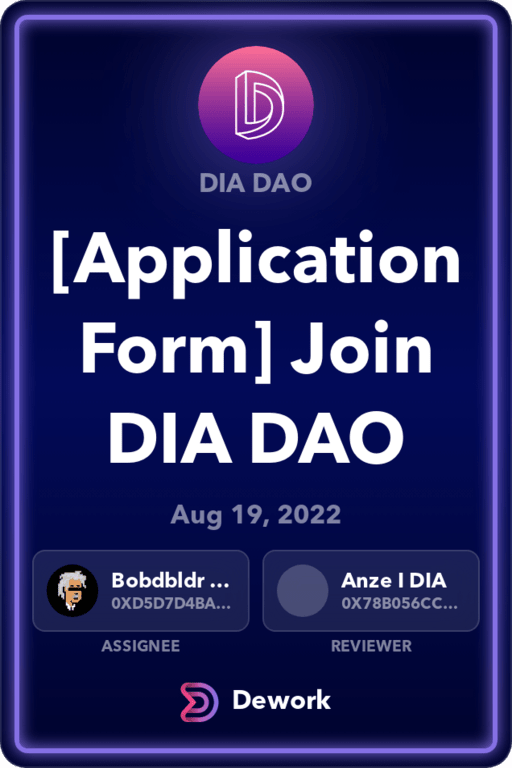 DIA DAO
[Application
Form] Join
DIA DAO
Aug 19, 2022
Bobdbldr ...
0XD5D7D4BA...
ASSIGNEE
Anze I DIA
0X78B056CC...
REVIEWER
Dework